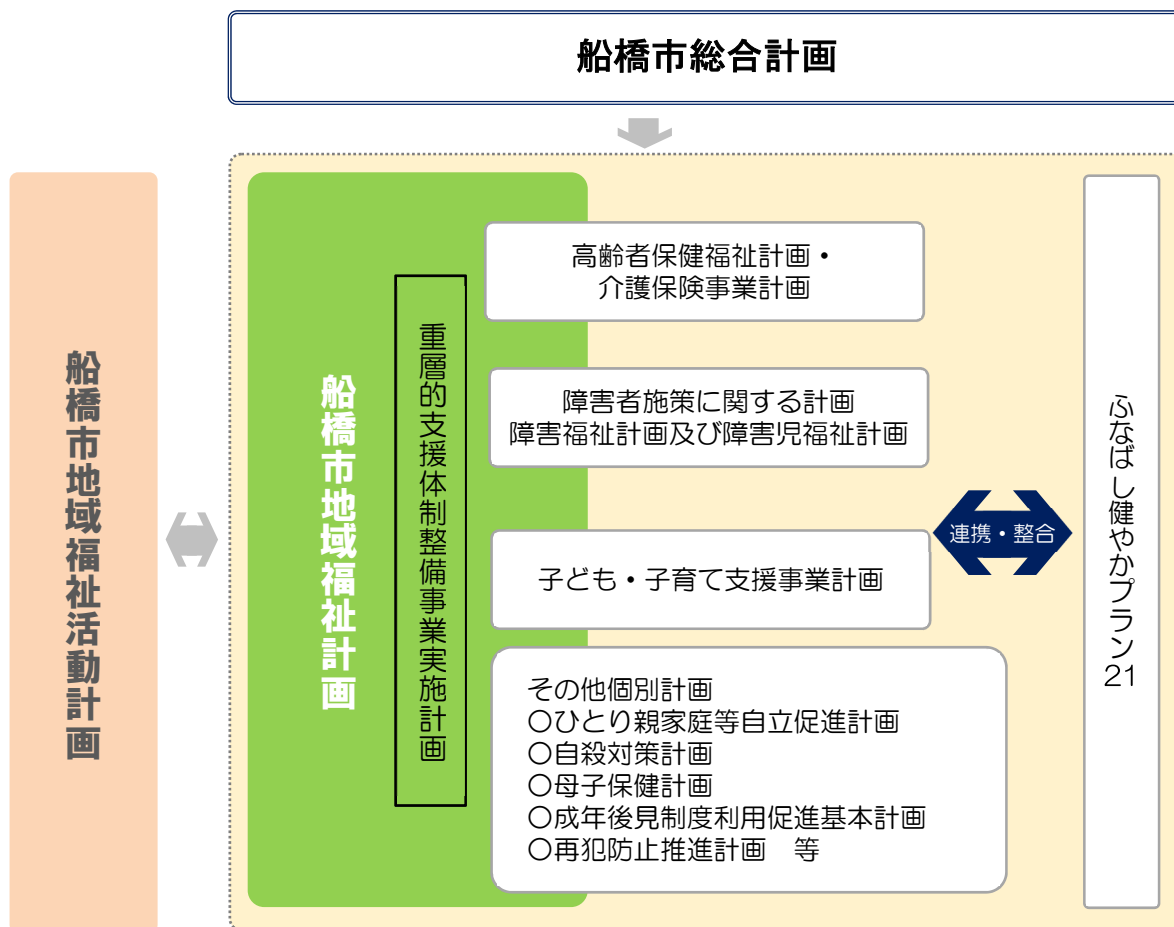 船橋市総合計画
船橋市地域福祉活動計画
船橋市地域福祉計画
重層的支援体制整備事業実施計画
高齢者保健福祉計画・
介護保険事業計画
障害者施策に関する計画
障害福祉計画及び障害児福祉計画
子ども・子育て支援事業計画
その他個別計画
〇ひとり親家庭等自立促進計画
〇自殺対策計画
〇母子保健計画
〇成年後見制度利用促進基本計画
〇再犯防止推進計画　等
連携・整合
ふなばし健やかプラン21